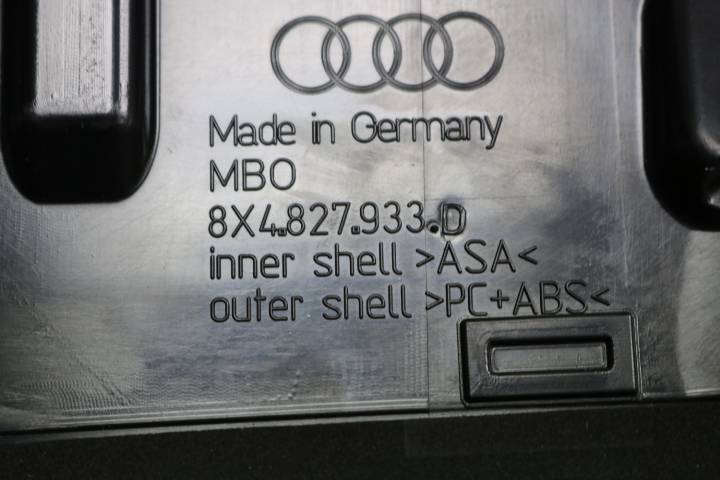 Made in Germany
MBO
8X4.827.933.D
inner shell >ASA<
outer shell >PC+ABS<